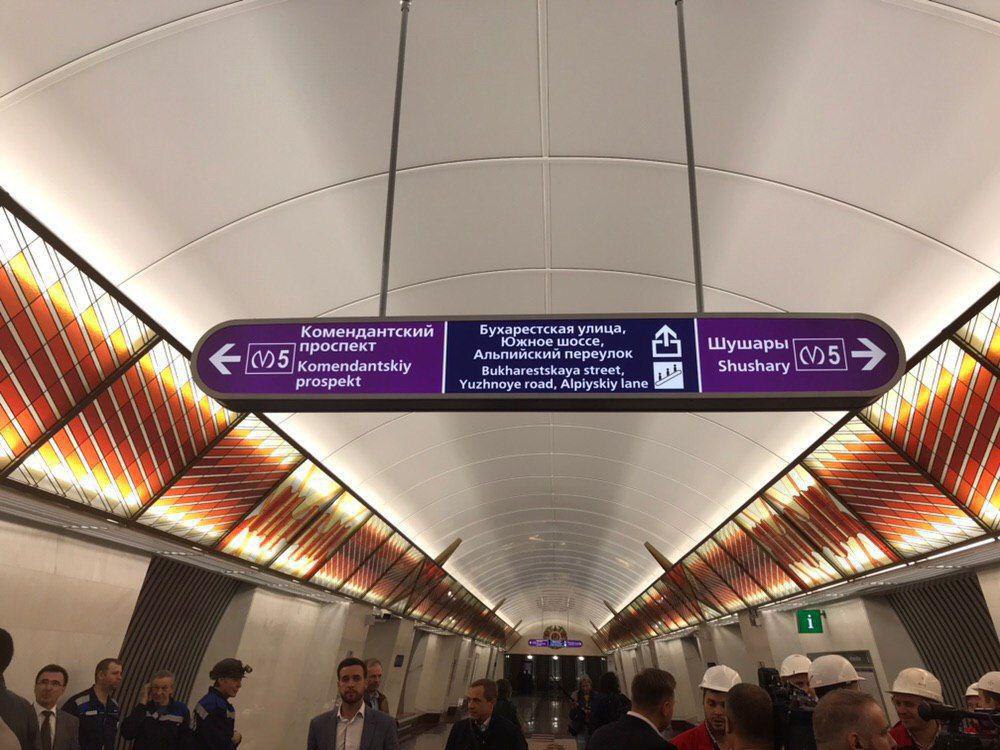 Комендантский
проспект
5
Komendantskiy
prospekt
Бухарестская улица,
Южное шоссе,
Альпийский переулок
Bukharestskaya street,
Yuzhnoye road, Alpiyskiy lane
Шушары
Shushary
5
i